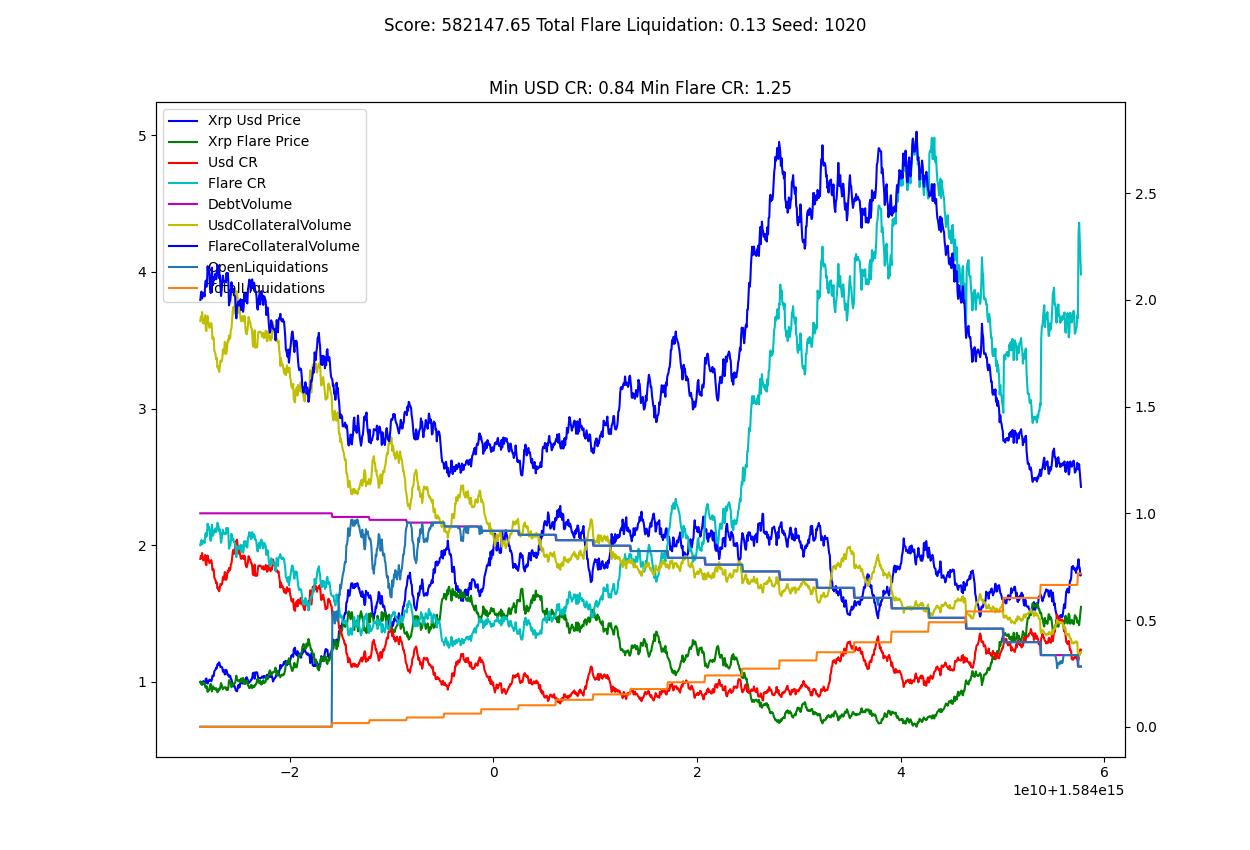 Score: 582147.65 Total Flare Liquidation: 0.13 Seed: 1020
Min USD CR: 0.84 Min Flare CR: 1.25
Xrp Usd Price
Xrp Flare Price
Usd CR
Flare CR
DebtVolume
UsdCollateralVolume
FlareCollateralVolume
OpenLiquidations
TotalLiquidations
5
4
3
2
1
2.5
2.0
1.5
1.0
0.5
0.0
−2
0
2
4
6
1e10+1.584e15